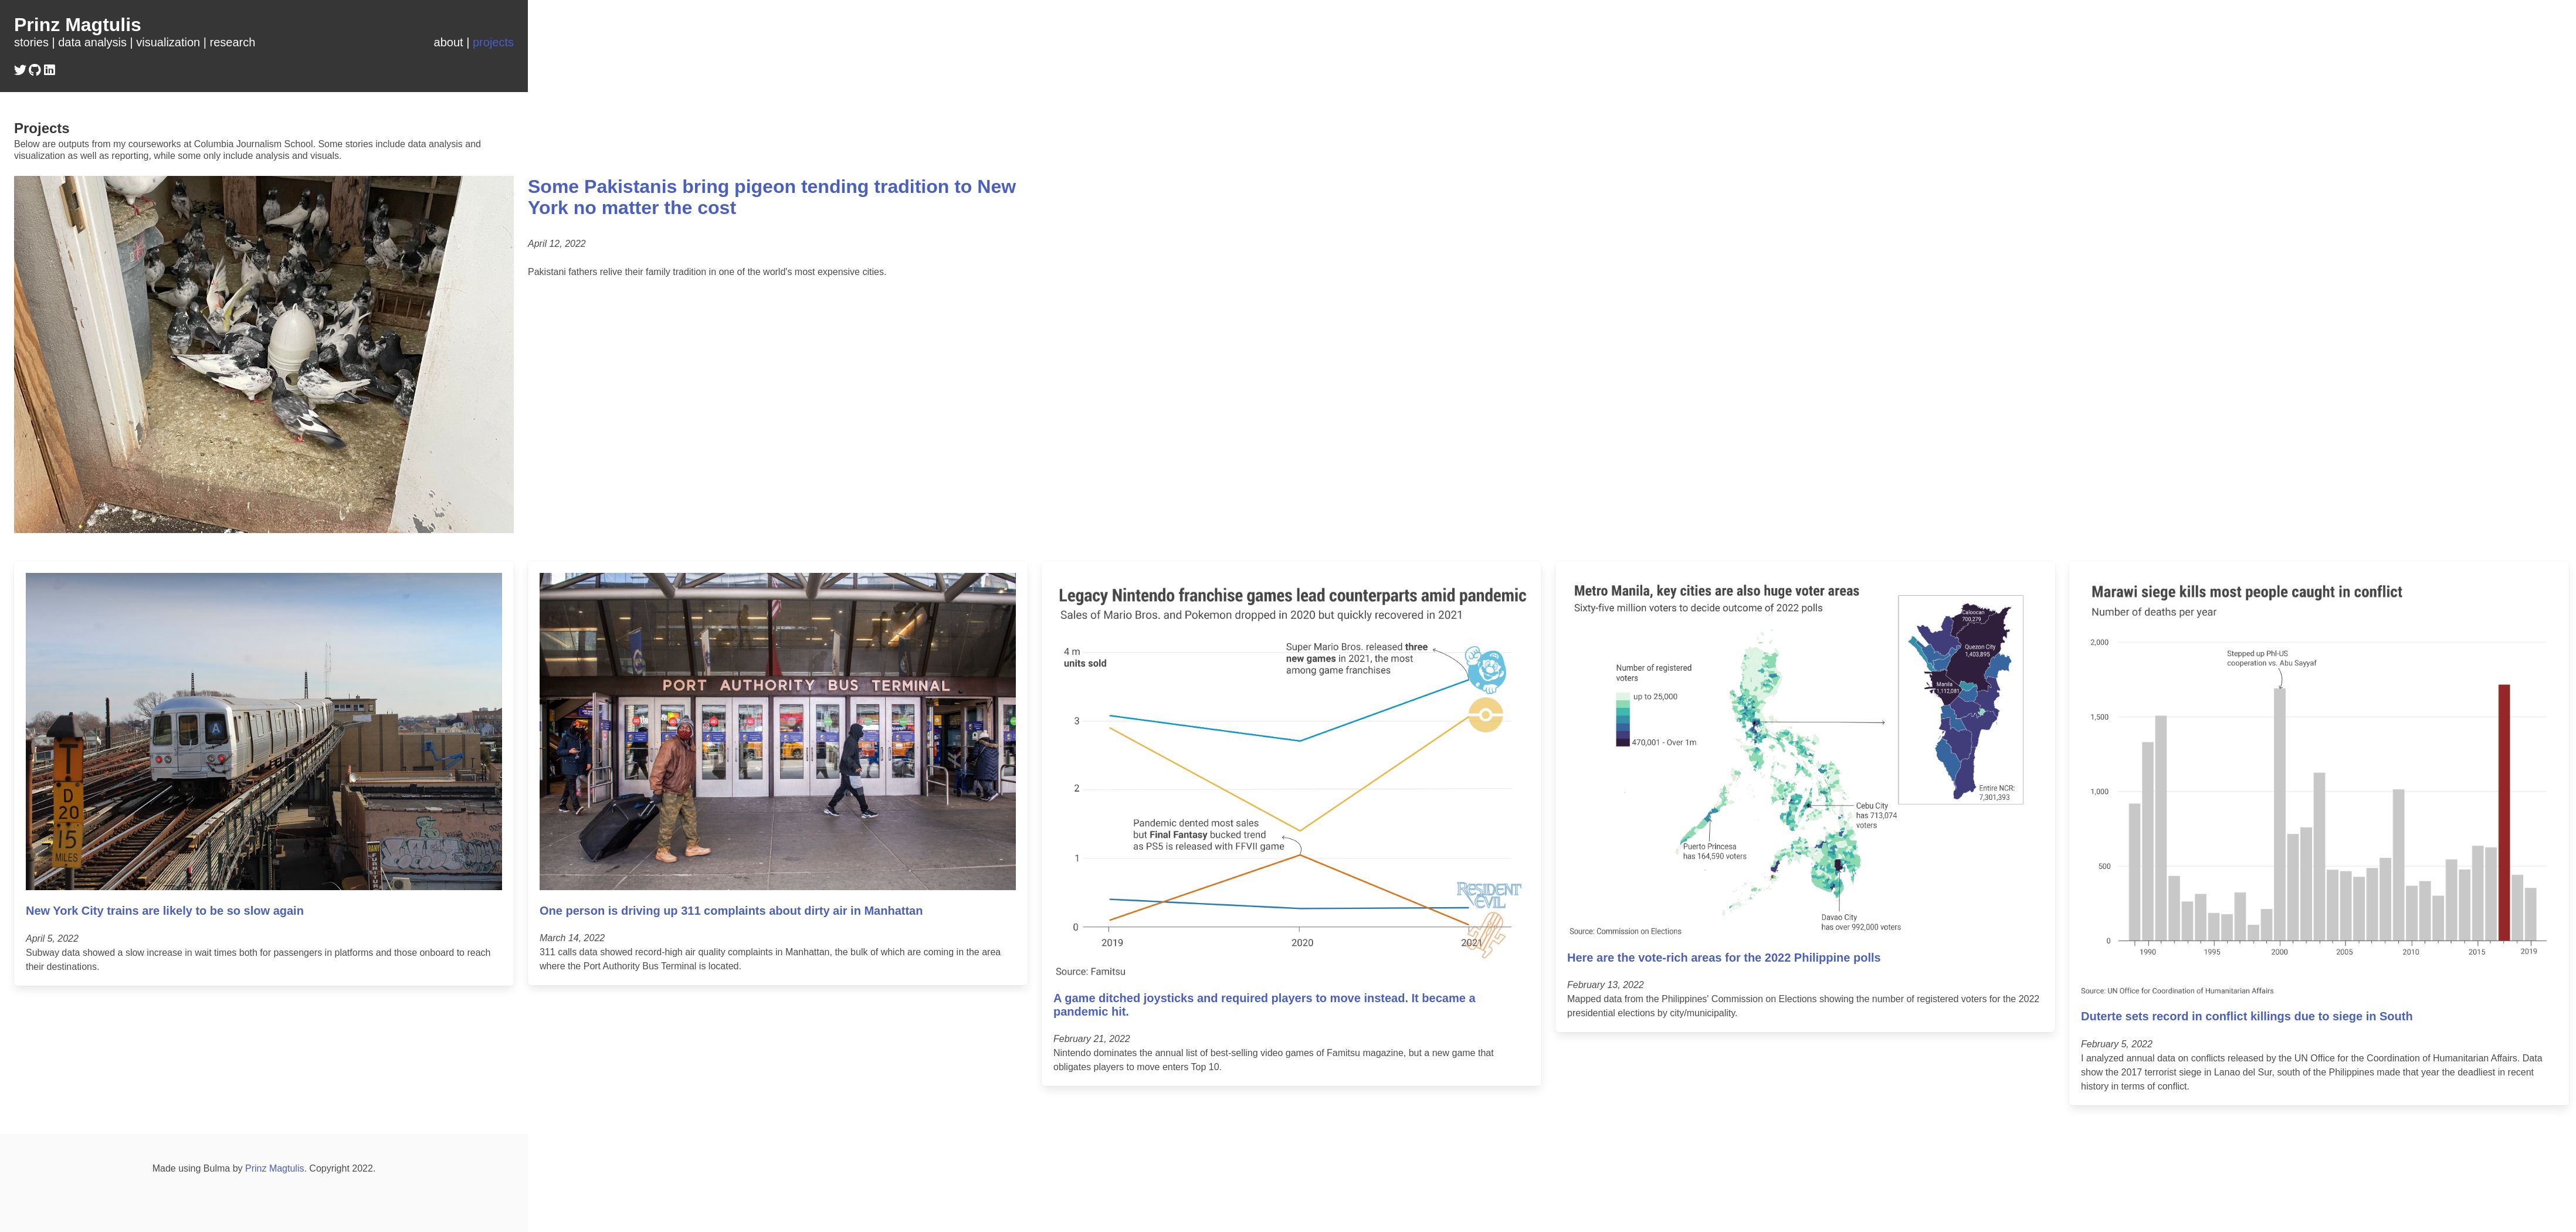 Prinz Magtulis
stories | data analysis | visualization | research
about | projects
Projects
Below are outputs from my courseworks at Columbia Journalism School. Some stories include data analysis and
visualization as well as reporting, while some only include analysis and visuals.
Some Pakistanis bring pigeon tending tradition to New
York no matter the cost
April 12, 2022
Pakistani fathers relive their family tradition in one of the world's most expensive cities.
A
T
D
20
15
MILES
New York City trains are likely to be so slow again
April 5, 2022
Subway data showed a slow increase in wait times both for passengers in platforms and those onboard to reach
their destinations.
PORT AUTHORITY BUS TERMINAL
One person is driving up 311 complaints about dirty air in Manhattan
March 14, 2022
311 calls data showed record-high air quality complaints in Manhattan, the bulk of which are coming in the area
where the Port Authority Bus Terminal is located.
Legacy Nintendo franchise games lead counterparts amid pandemic
Sales of Mario Bros. and Pokemon dropped in 2020 but quickly recovered in 2021
4 m
units sold
Super Mario Bros. released three
new games in 2021, the most
among game franchises
3
2
Pandemic dented most sales
but Final Fantasy bucked trend
as PS5 is released with FFVII game
1
RESIDENT
EVIL
0
2019
2020
2021
Source: Famitsu
A game ditched joysticks and required players to move instead. It became a
pandemic hit.
February 21, 2022
Nintendo dominates the annual list of best-selling video games of Famitsu magazine, but a new game that
obligates players to move enters Top 10.
Metro Manila, key cities are also huge voter areas
Sixty-five million voters to decide outcome of 2022 polls
Number of registered
voters
up to 25,000
470,001 - Over 1m
Caloocan
700,279
Quezon City
1,403,895
Manila
1,112,081
Entire NCR:
7,301,393
Cebu City
has 713,074
voters
Puerto Princesa
has 164,590 voters
Davao City
has over 992,000 voters
Source: Commission on Elections
Here are the vote-rich areas for the 2022 Philippine polls
February 13, 2022
Mapped data from the Philippines' Commission on Elections showing the number of registered voters for the 2022
presidential elections by city/municipality.
Marawi siege kills most people caught in conflict
Number of deaths per year
2,000
Stepped up PH-US
cooperation vs. Abu Sayyaf
1,500
1,000
500
0
1990
1995
2000
2005
2010
2015
2019
Source: UN Office for Coordination of Humanitarian Affairs
Duterte sets record in conflict killings due to siege in South
February 5, 2022
I analyzed annual data on conflicts released by the UN Office for the Coordination of Humanitarian Affairs. Data
show the 2017 terrorist siege in Lanao del Sur, south of the Philippines made that year the deadliest in recent
history in terms of conflict.
Made using Bulma by Prinz Magtulis. Copyright 2022.